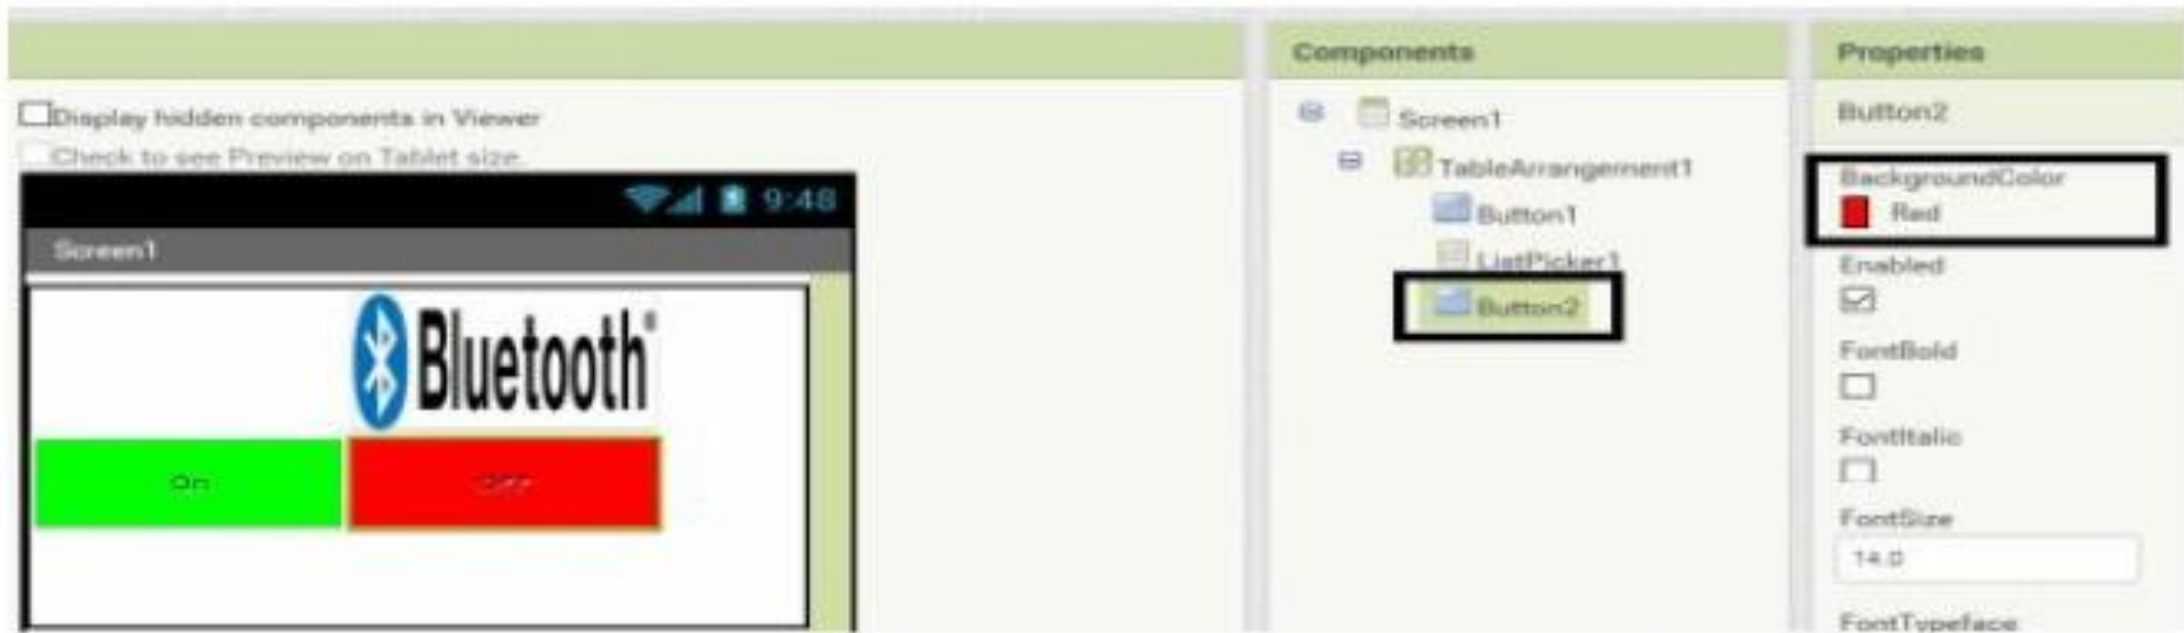 Display hidden components in Viewer
Check to see Preview on Tablet size.
9:48
Screen1
Bluetooth®
On
Components
Screen1
TableArrangement1
Button1
ListPicker1
Button2
Properties
Button2
BackgroundColor
Red
Enabled
FontBold
FontItalic
FontSize
14.0
FontTypeface